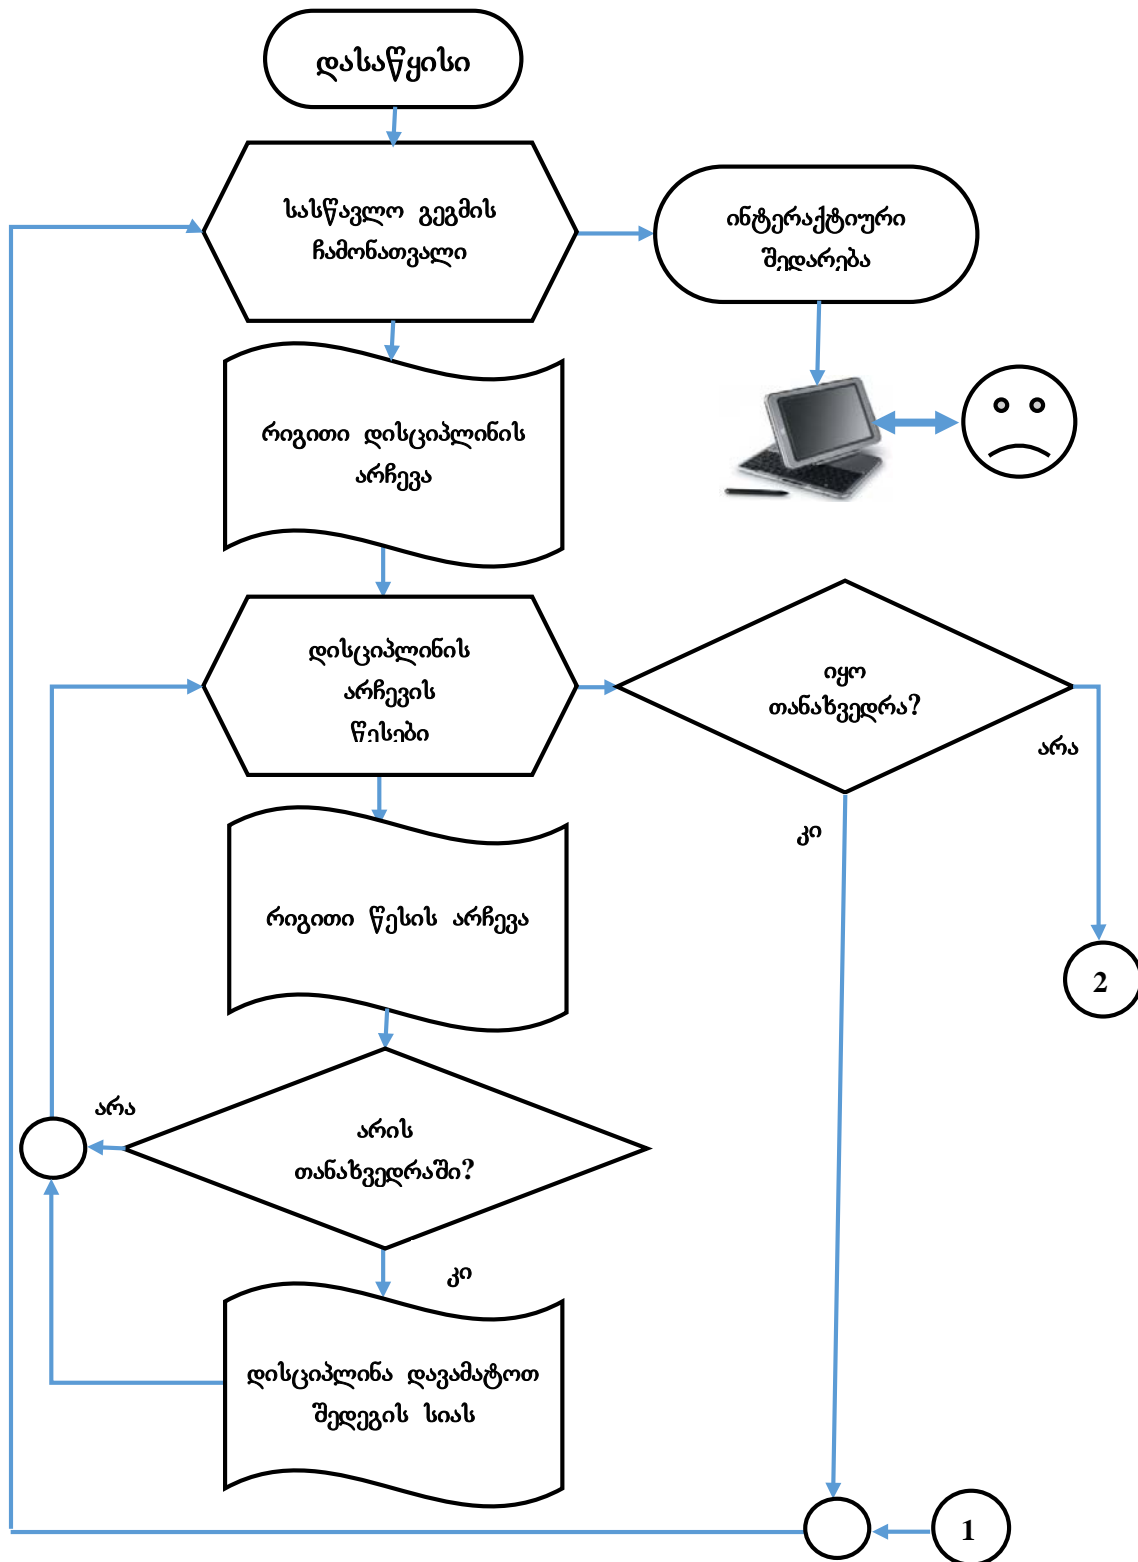 დასაწყისი
სასწავლო გეგმის
ჩამონათვალი
ინტერაქტიური
შედარება
რიგითი დისციპლინის
არჩევა
დისციპლინის
არჩევის
წესები
იყო
თანახვედრა?
არა
კი
რიგითი წესის არჩევა
2
არა
არის
თანახვედრაში?
კი
დისციპლინა დავამატოთ
შედეგის სიას
1